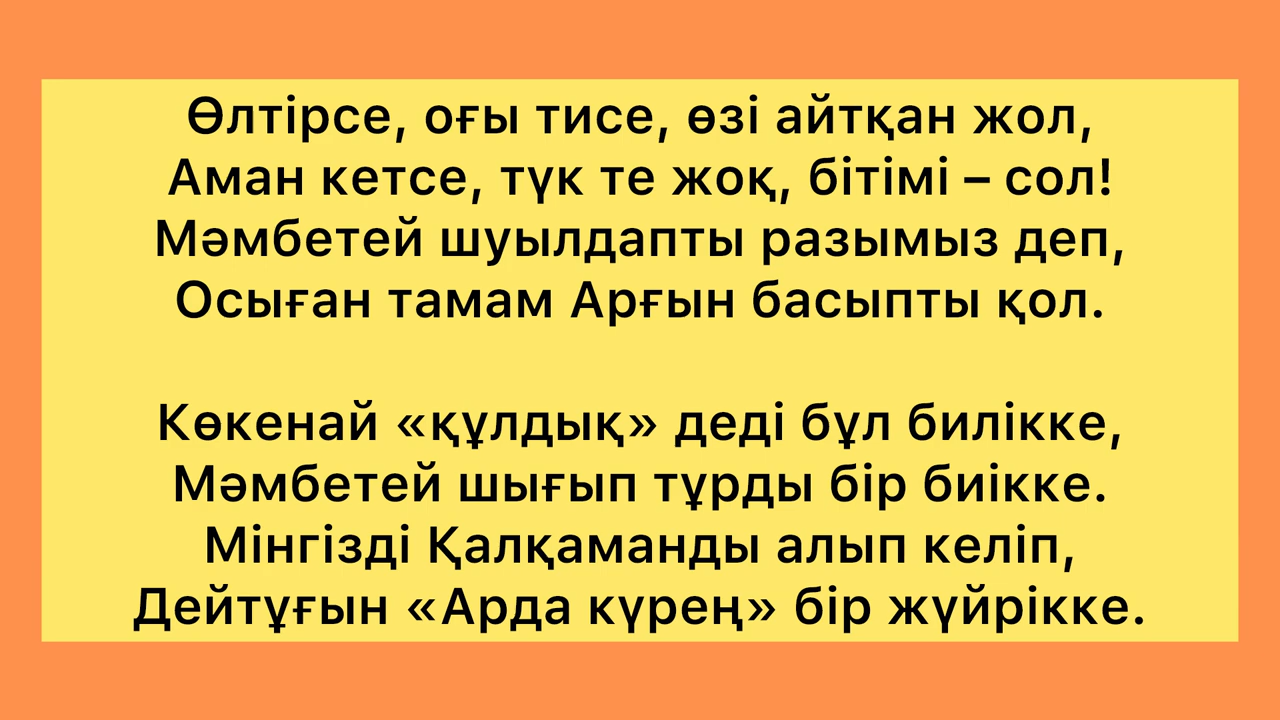 Өлтірсе, оғы тисе, өзі айтқан жол,
Аман кетсе, түк те жоқ, бітімі – сол!
Мәмбетей шуылдапты разымыз деп,
Осыған тамам Арғын басыпты қол.
Көкенай «құлдық» деді бұл билікке,
Мәмбетей шығып тұрды бір биікке.
Мінгізді Қалқаманды алып келіп,
Дейтұғын «Арда күрең» бір жүйрікке.